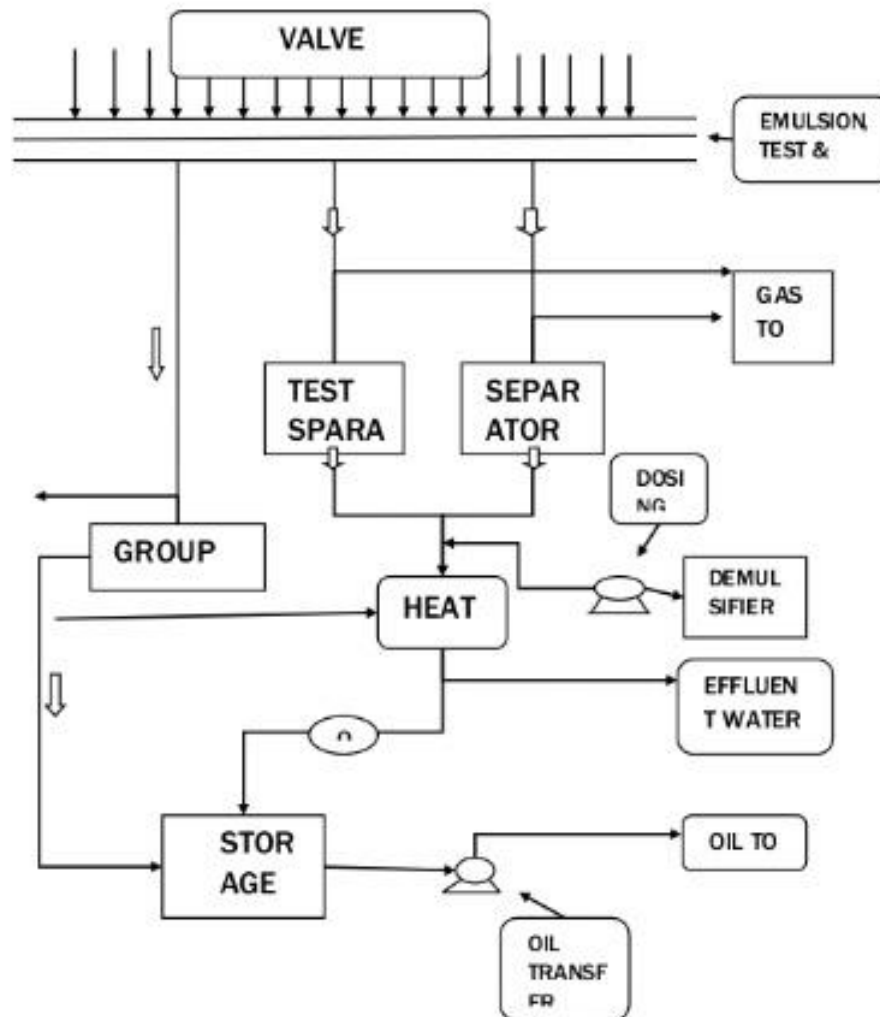 VALVE
EMULSION,
TEST &
GAS
TO
TEST
SPARA
SEPAR
ATOR
DOSI
NG
GROUP
HEAT
DEMUL
SIFIER
EFFLUEN
T WATER
STOR
AGE
OIL TO
OIL
TRANSF
ER